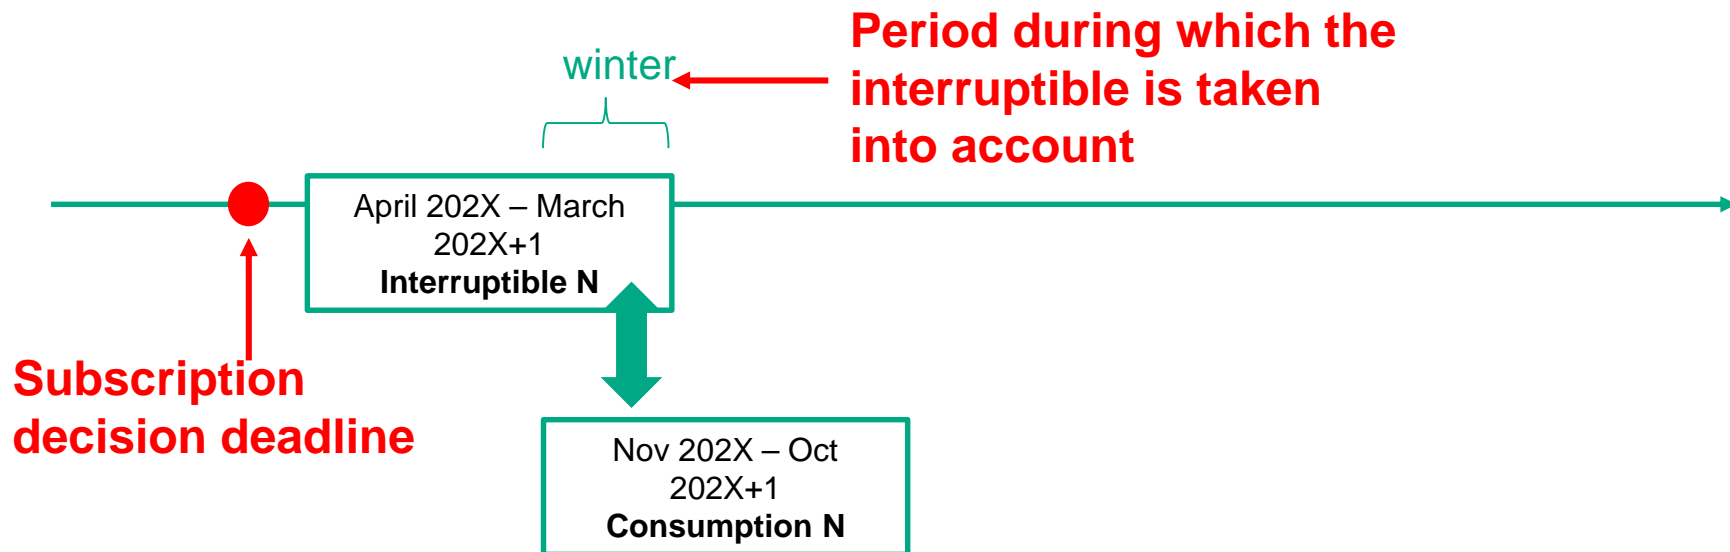 winter
Period during which the
interruptible is taken
into account
April 202X – March
202X+1
Interruptible N
Subscription
decision deadline
Nov 202X – Oct
202X+1
Consumption N